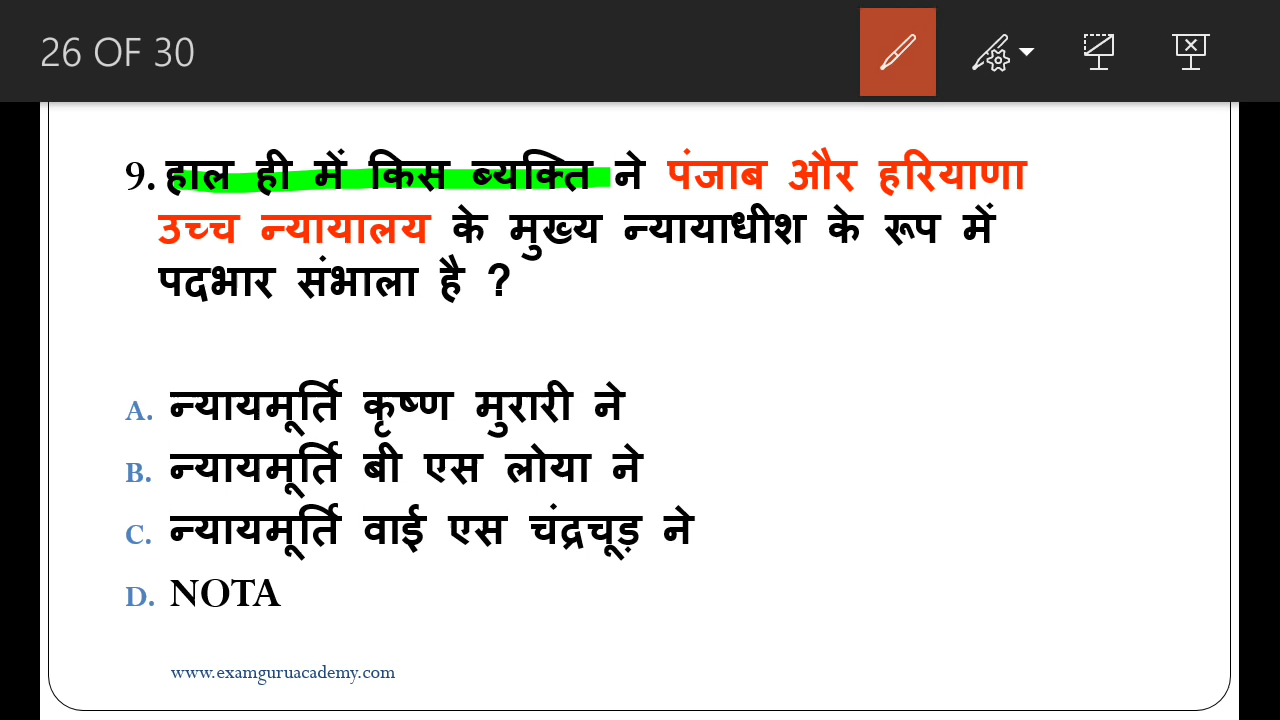 26 OF 30
9. हाल ही में किस ब्यक्ति ने पंजाब और हरियाणा
उच्च न्यायालय के मुख्य न्यायाधीश के रूप में
पदभार संभाला है ?
A. न्यायमूर्ति कृष्ण मुरारी ने
B. न्यायमूर्ति बी एस लोया ने
C. न्यायमूर्ति वाई एस चंद्रचूड़ ने
D. NOTA
www.examguruacademy.com